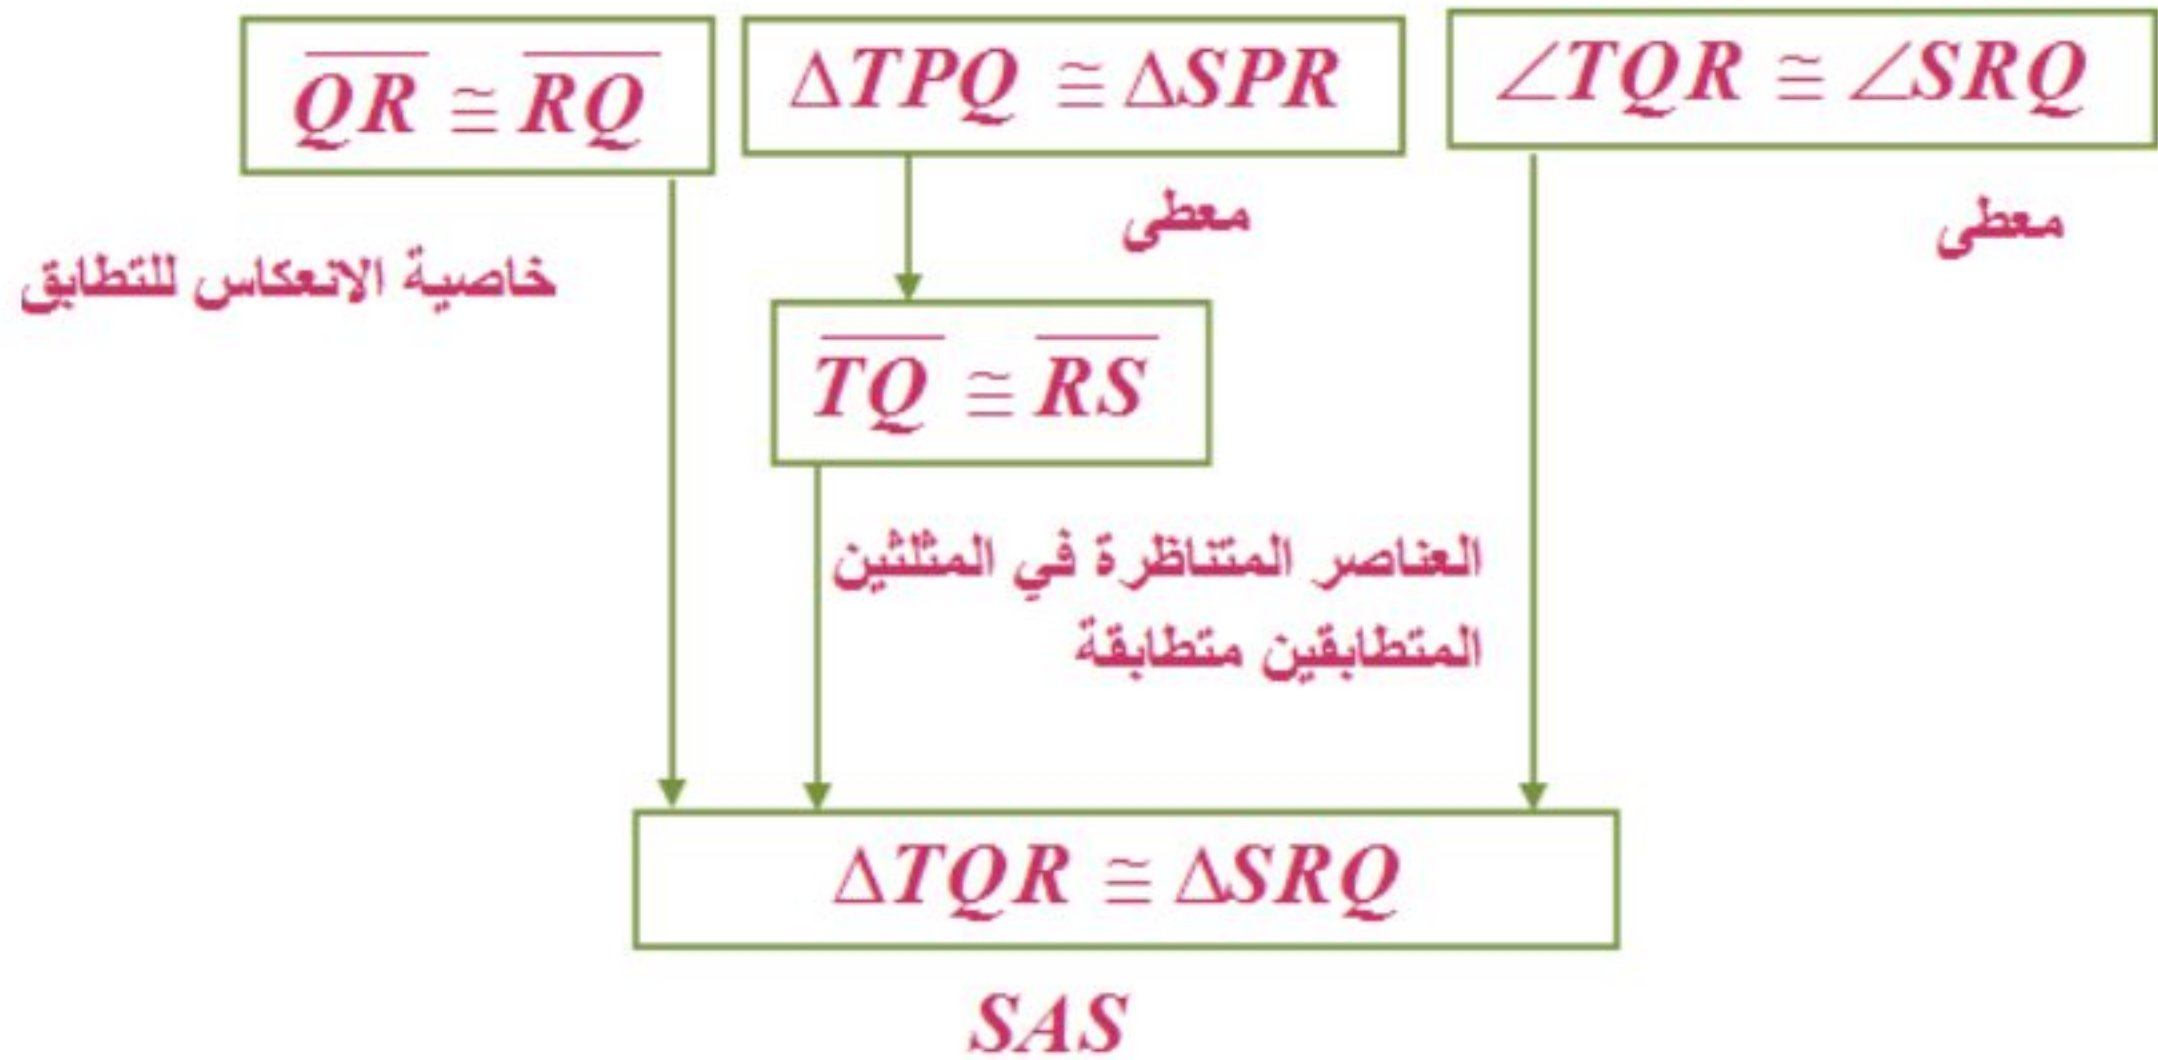 QR ≅ RQ
ΔTPQ ≅ ΔSPR
∠TQR ≅ ∠SRQ
معطى
معطى
خاصية الانعكاس للتطابق
TQ ≅ RS
العناصر المتناظرة في المثلثين
المتطابقين متطابقة
ΔTQR ≅ ΔSRQ
SAS